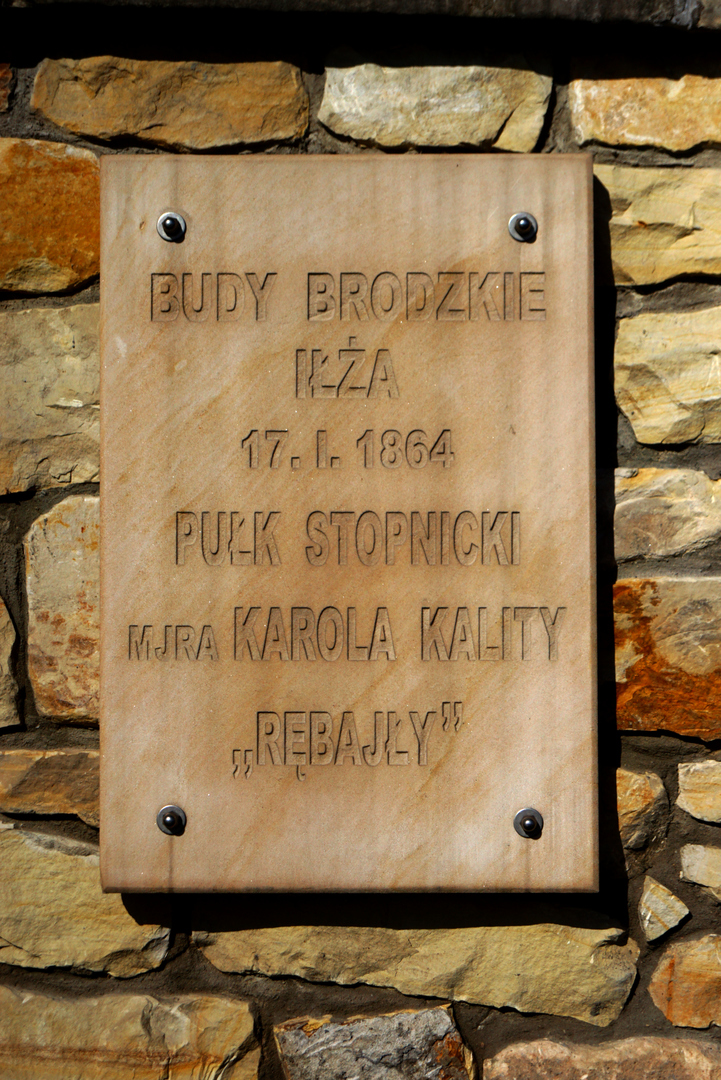 BUDY BRODZKIE
IŁŻA
17. I. 1864
PUŁK STOPNICKI
MJRA KAROLA KALITY
„RĘBAJŁY”